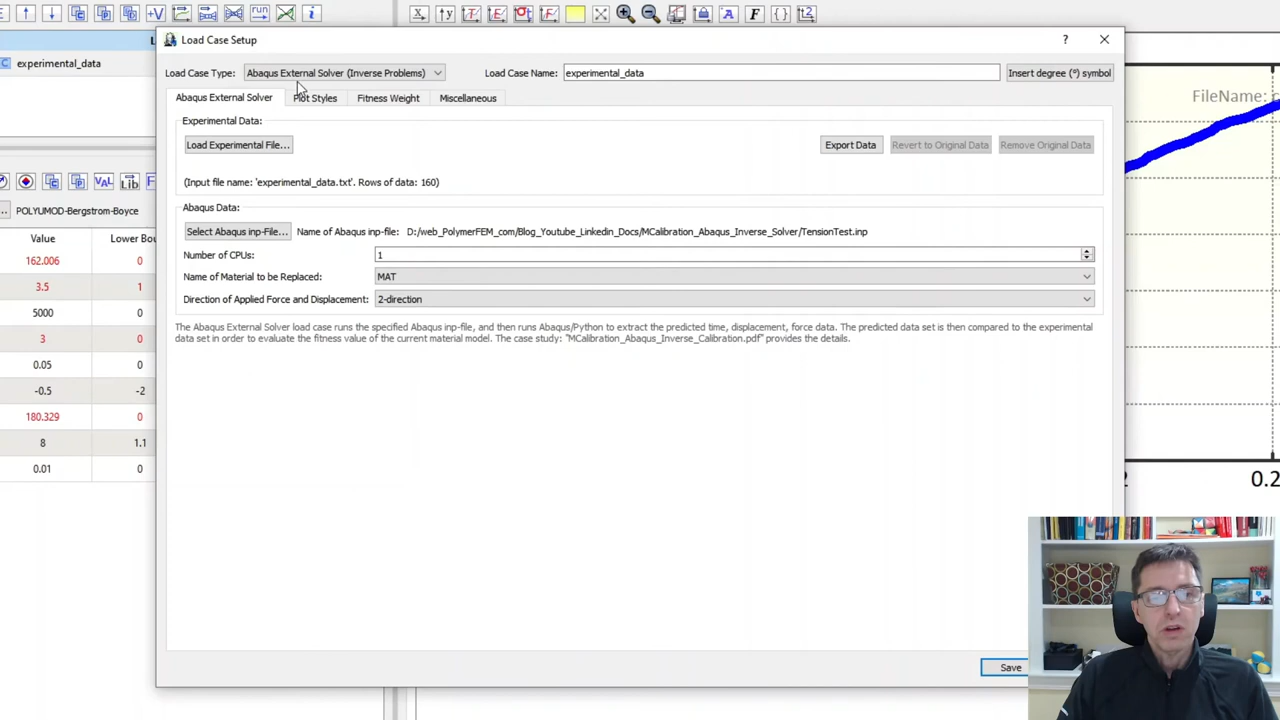 Load Case Setup
?
experimental_data
Load Case Type: Abaqus External Solver (Inverse Problems) Load Case Name: experimental_data Insert degree (°) symbol
Abaqus External Solver Plot Styles Fitness Weight Miscellaneous
FileName:
Experimental Data:
Load Experimental File... Export Data Revert to Original Data Remove Original Data
(Input file name: 'experimental_data.txt'. Rows of data: 160)
POLYUMOD-Bergstrom-Boyce
Abaqus Data:
Select Abaqus inp-File... Name of Abaqus inp-file: D:/web_PolymerFEM_com/Blog_Youtube_Linkedin_Docs/MCalibration_Abaqus_Inverse_Solver/TensionTest.inp
Number of CPUs: 1
Name of Material to be Replaced: MAT
Direction of Applied Force and Displacement: 2-direction
The Abaqus External Solver load case runs the specified Abaqus inp-file, and then runs Abaqus/Python to extract the predicted time, displacement, force data. The predicted data set is then compared to the experimental
data set in order to evaluate the fitness value of the current material model. The case study: "MCalibration_Abaqus_Inverse_Calibration.pdf" provides the details.
Value Lower Bou
162.006 0
3.5 1
5000 0
3 0
0.05 0
-0.5 -2
180.329 0
8 1.1
0.01 0
0.2
Save